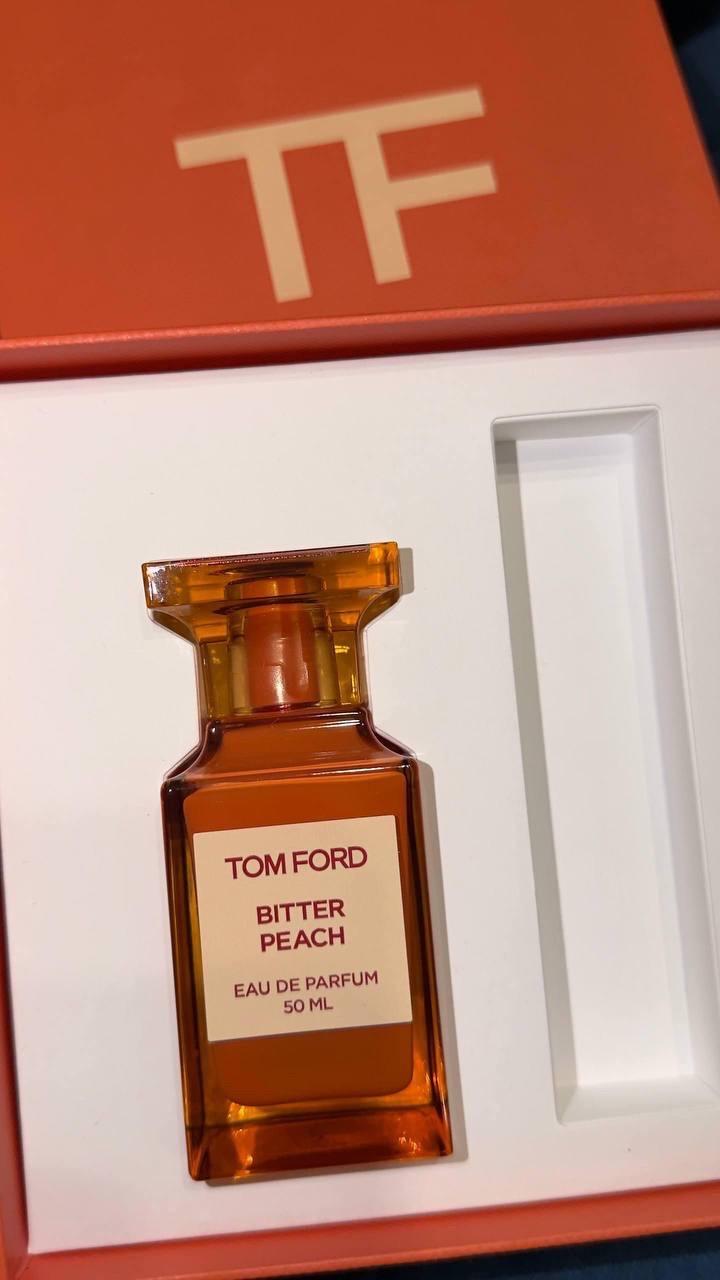 TF
TOM FORD
BITTER
PEACH
EAU DE PARFUM
50 ML